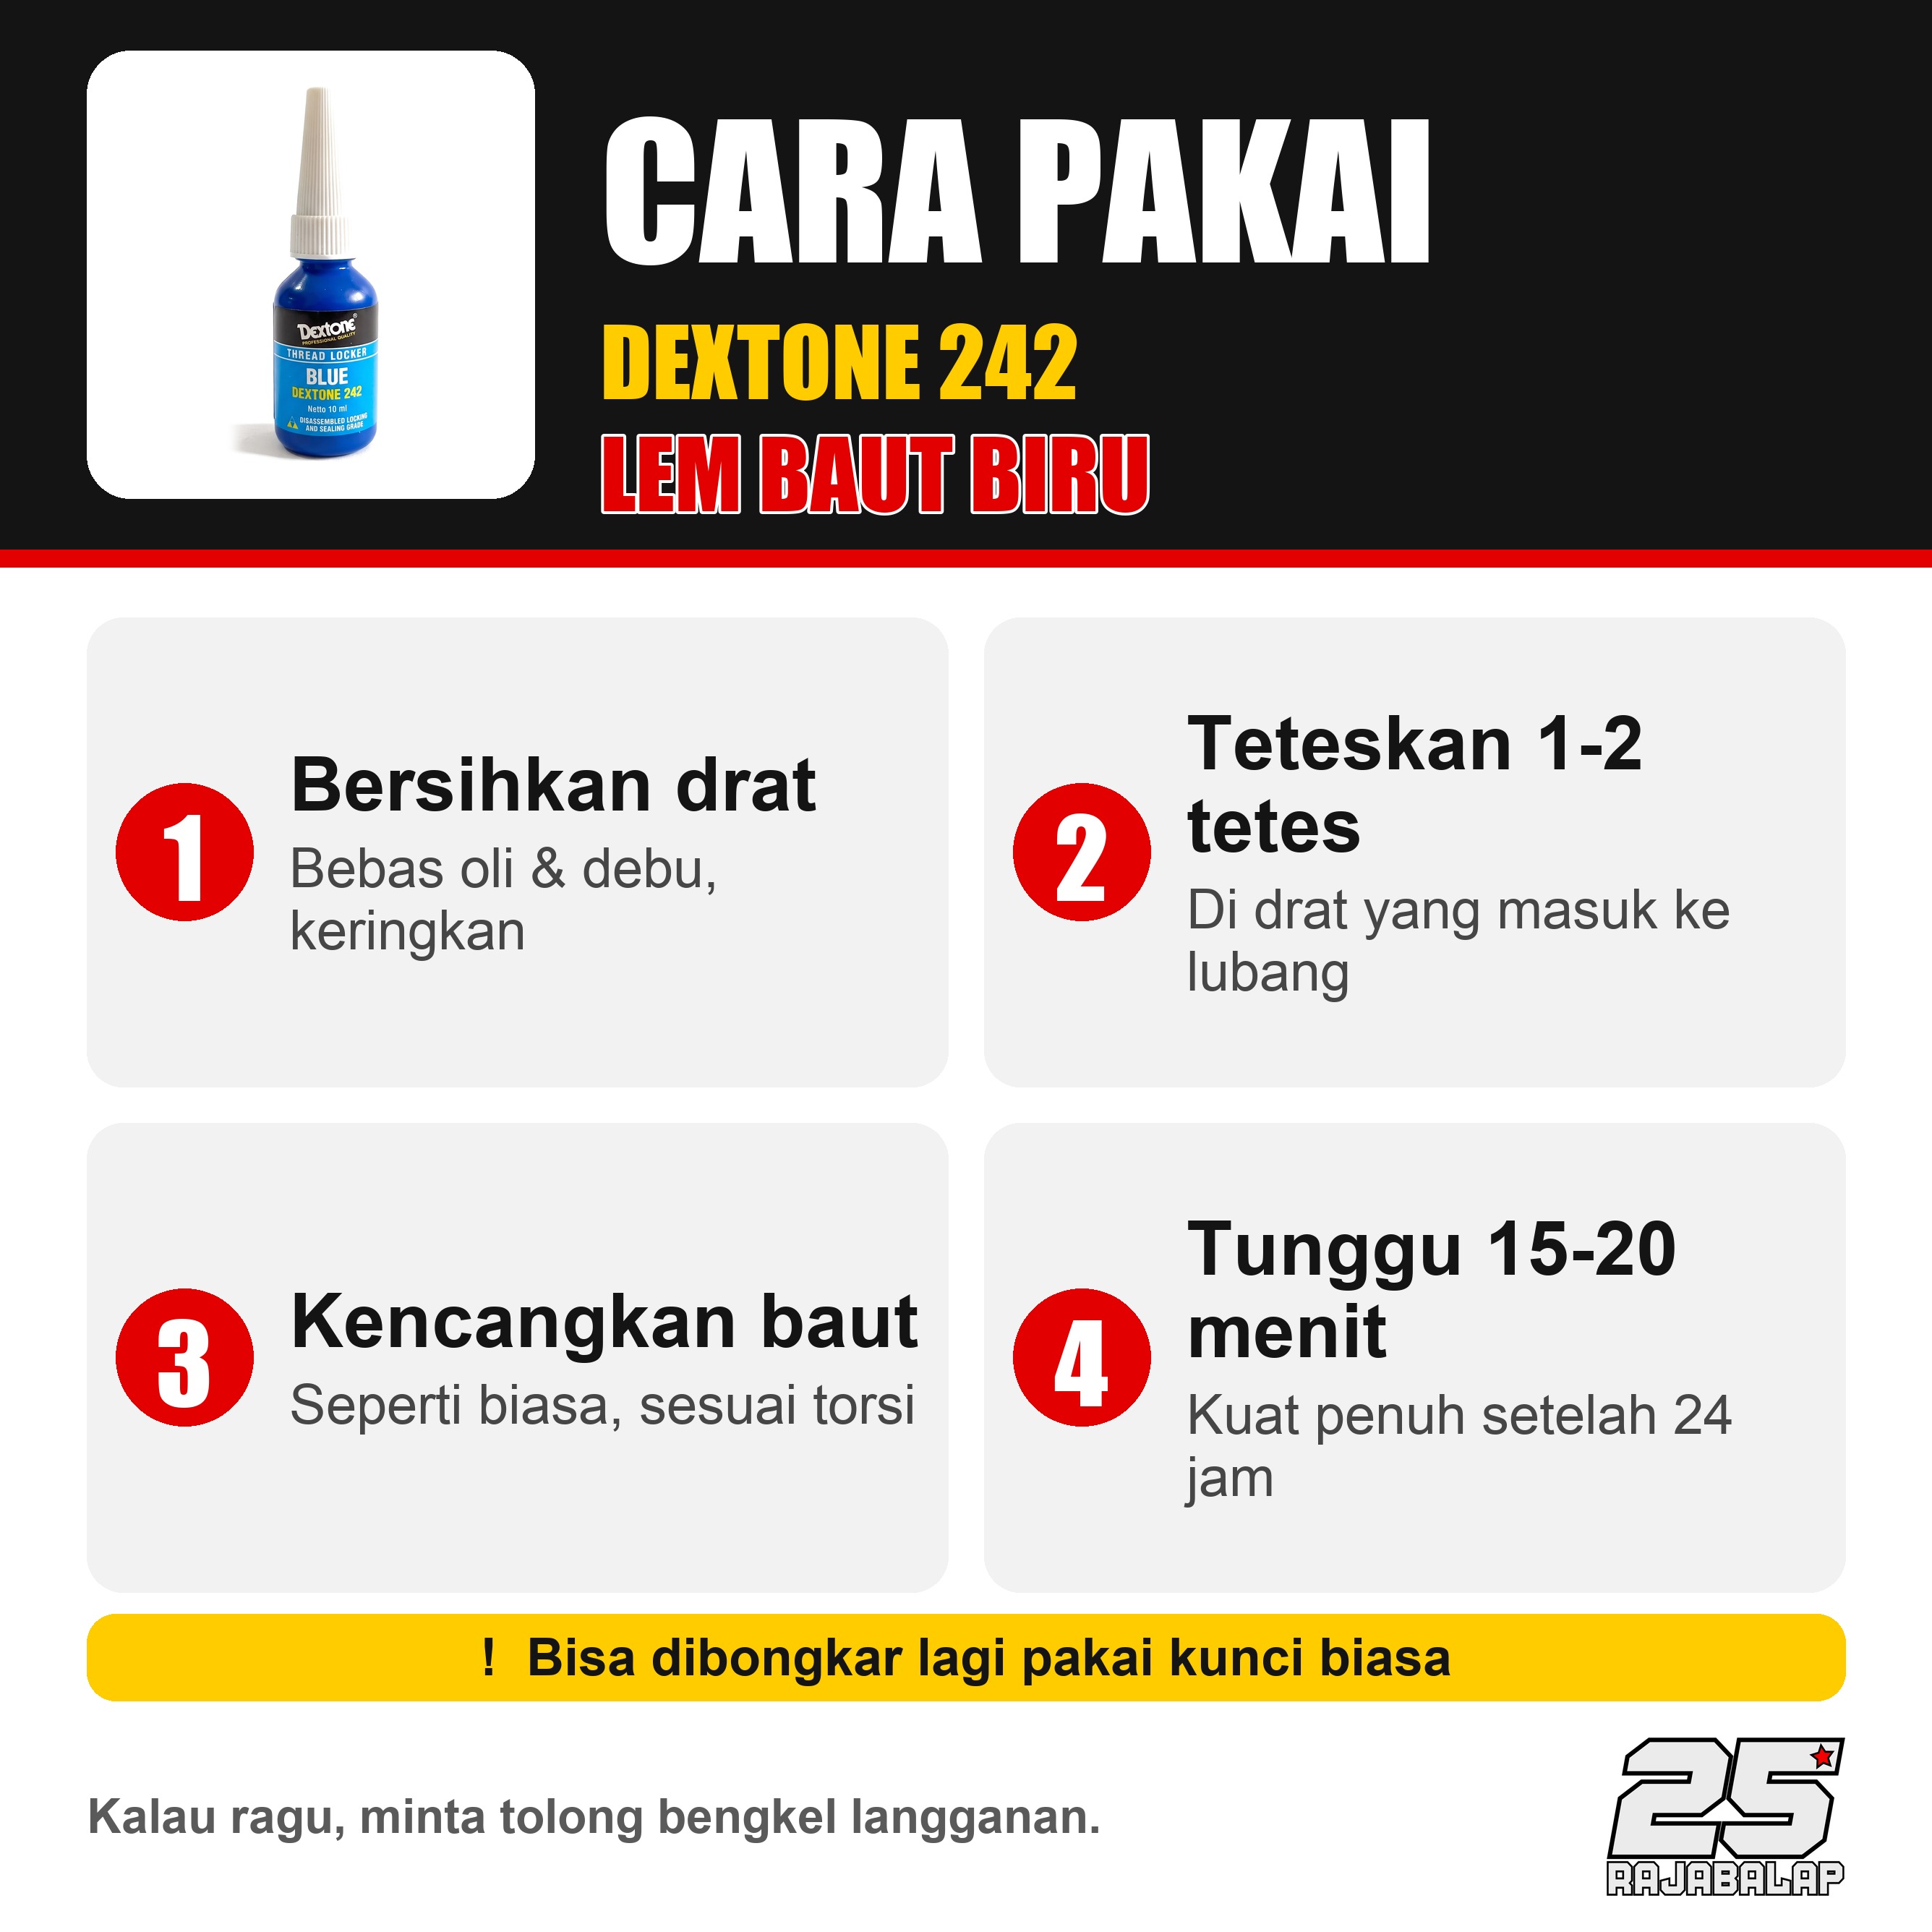 Dextone®
PROFESSIONAL QUALITY
THREAD LOCKER
BLUE
DEXTONE 242
Netto 10 ml
DISASSEMBLED LOCKING
AND SEALING GRADE
CARA PAKAI
DEXTONE 242
LEM BAUT BIRU
1
Bersihkan drat
Bebas oli & debu,
keringkan
2
Teteskan 1-2
tetes
Di drat yang masuk ke
lubang
3
Kencangkan baut
Seperti biasa, sesuai torsi
4
Tunggu 15-20
menit
Kuat penuh setelah 24
jam
! Bisa dibongkar lagi pakai kunci biasa
Kalau ragu, minta tolong bengkel langganan.
25
RAJABALAP